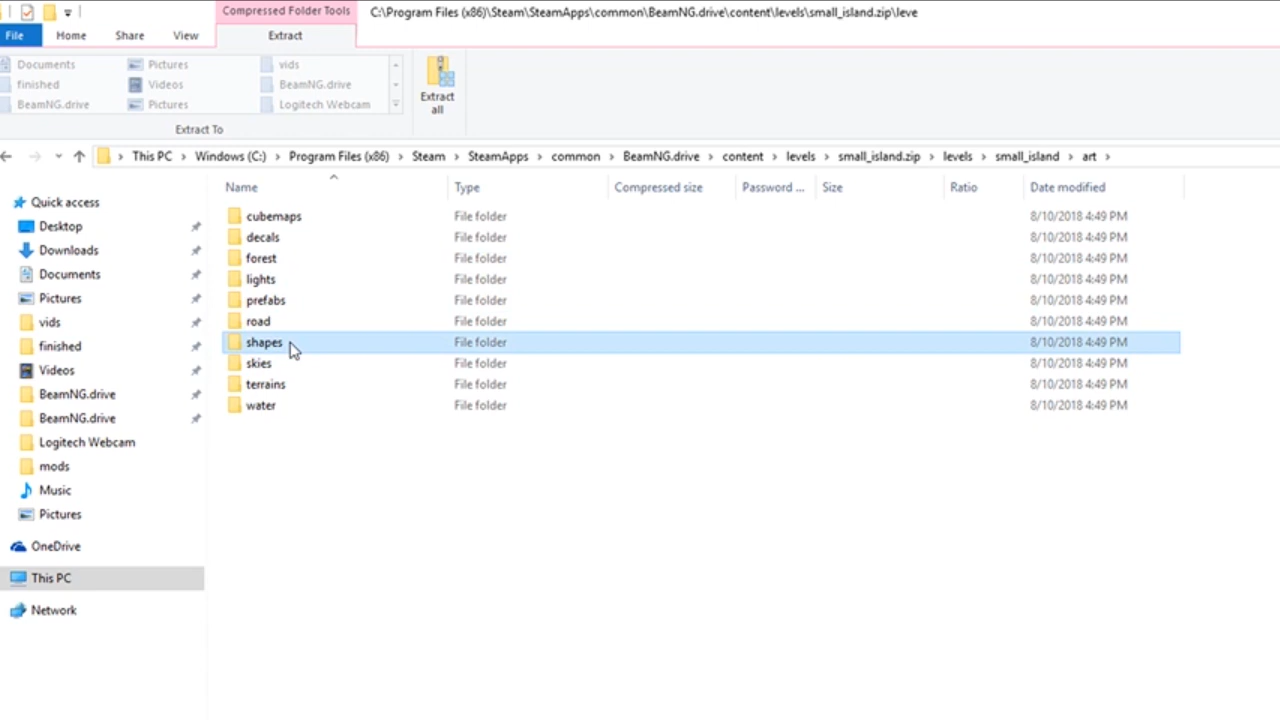 Compressed Folder Tools C:\Program Files (x86)\Steam\SteamApps\common\BeamNG.drive\content\levels\small_island.zip\leve
File Home Share View Extract
Documents Pictures vids
finished Videos BeamNG.drive
BeamNG.drive Pictures Logitech Webcam
Extract
all
Extract To
This PC Windows (C:) Program Files (x86) Steam SteamApps common BeamNG.drive content levels small_island.zip levels small_island art
Name Type Compressed size Password ... Size Ratio Date modified
Quick access
Desktop
Downloads
Documents
Pictures
vids
finished
Videos
BeamNG.drive
BeamNG.drive
Logitech Webcam
mods
Music
Pictures
OneDrive
This PC
Network
cubemaps File folder 8/10/2018 4:49 PM
decals File folder 8/10/2018 4:49 PM
forest File folder 8/10/2018 4:49 PM
lights File folder 8/10/2018 4:49 PM
prefabs File folder 8/10/2018 4:49 PM
road File folder 8/10/2018 4:49 PM
shapes File folder 8/10/2018 4:49 PM
skies File folder 8/10/2018 4:49 PM
terrains File folder 8/10/2018 4:49 PM
water File folder 8/10/2018 4:49 PM